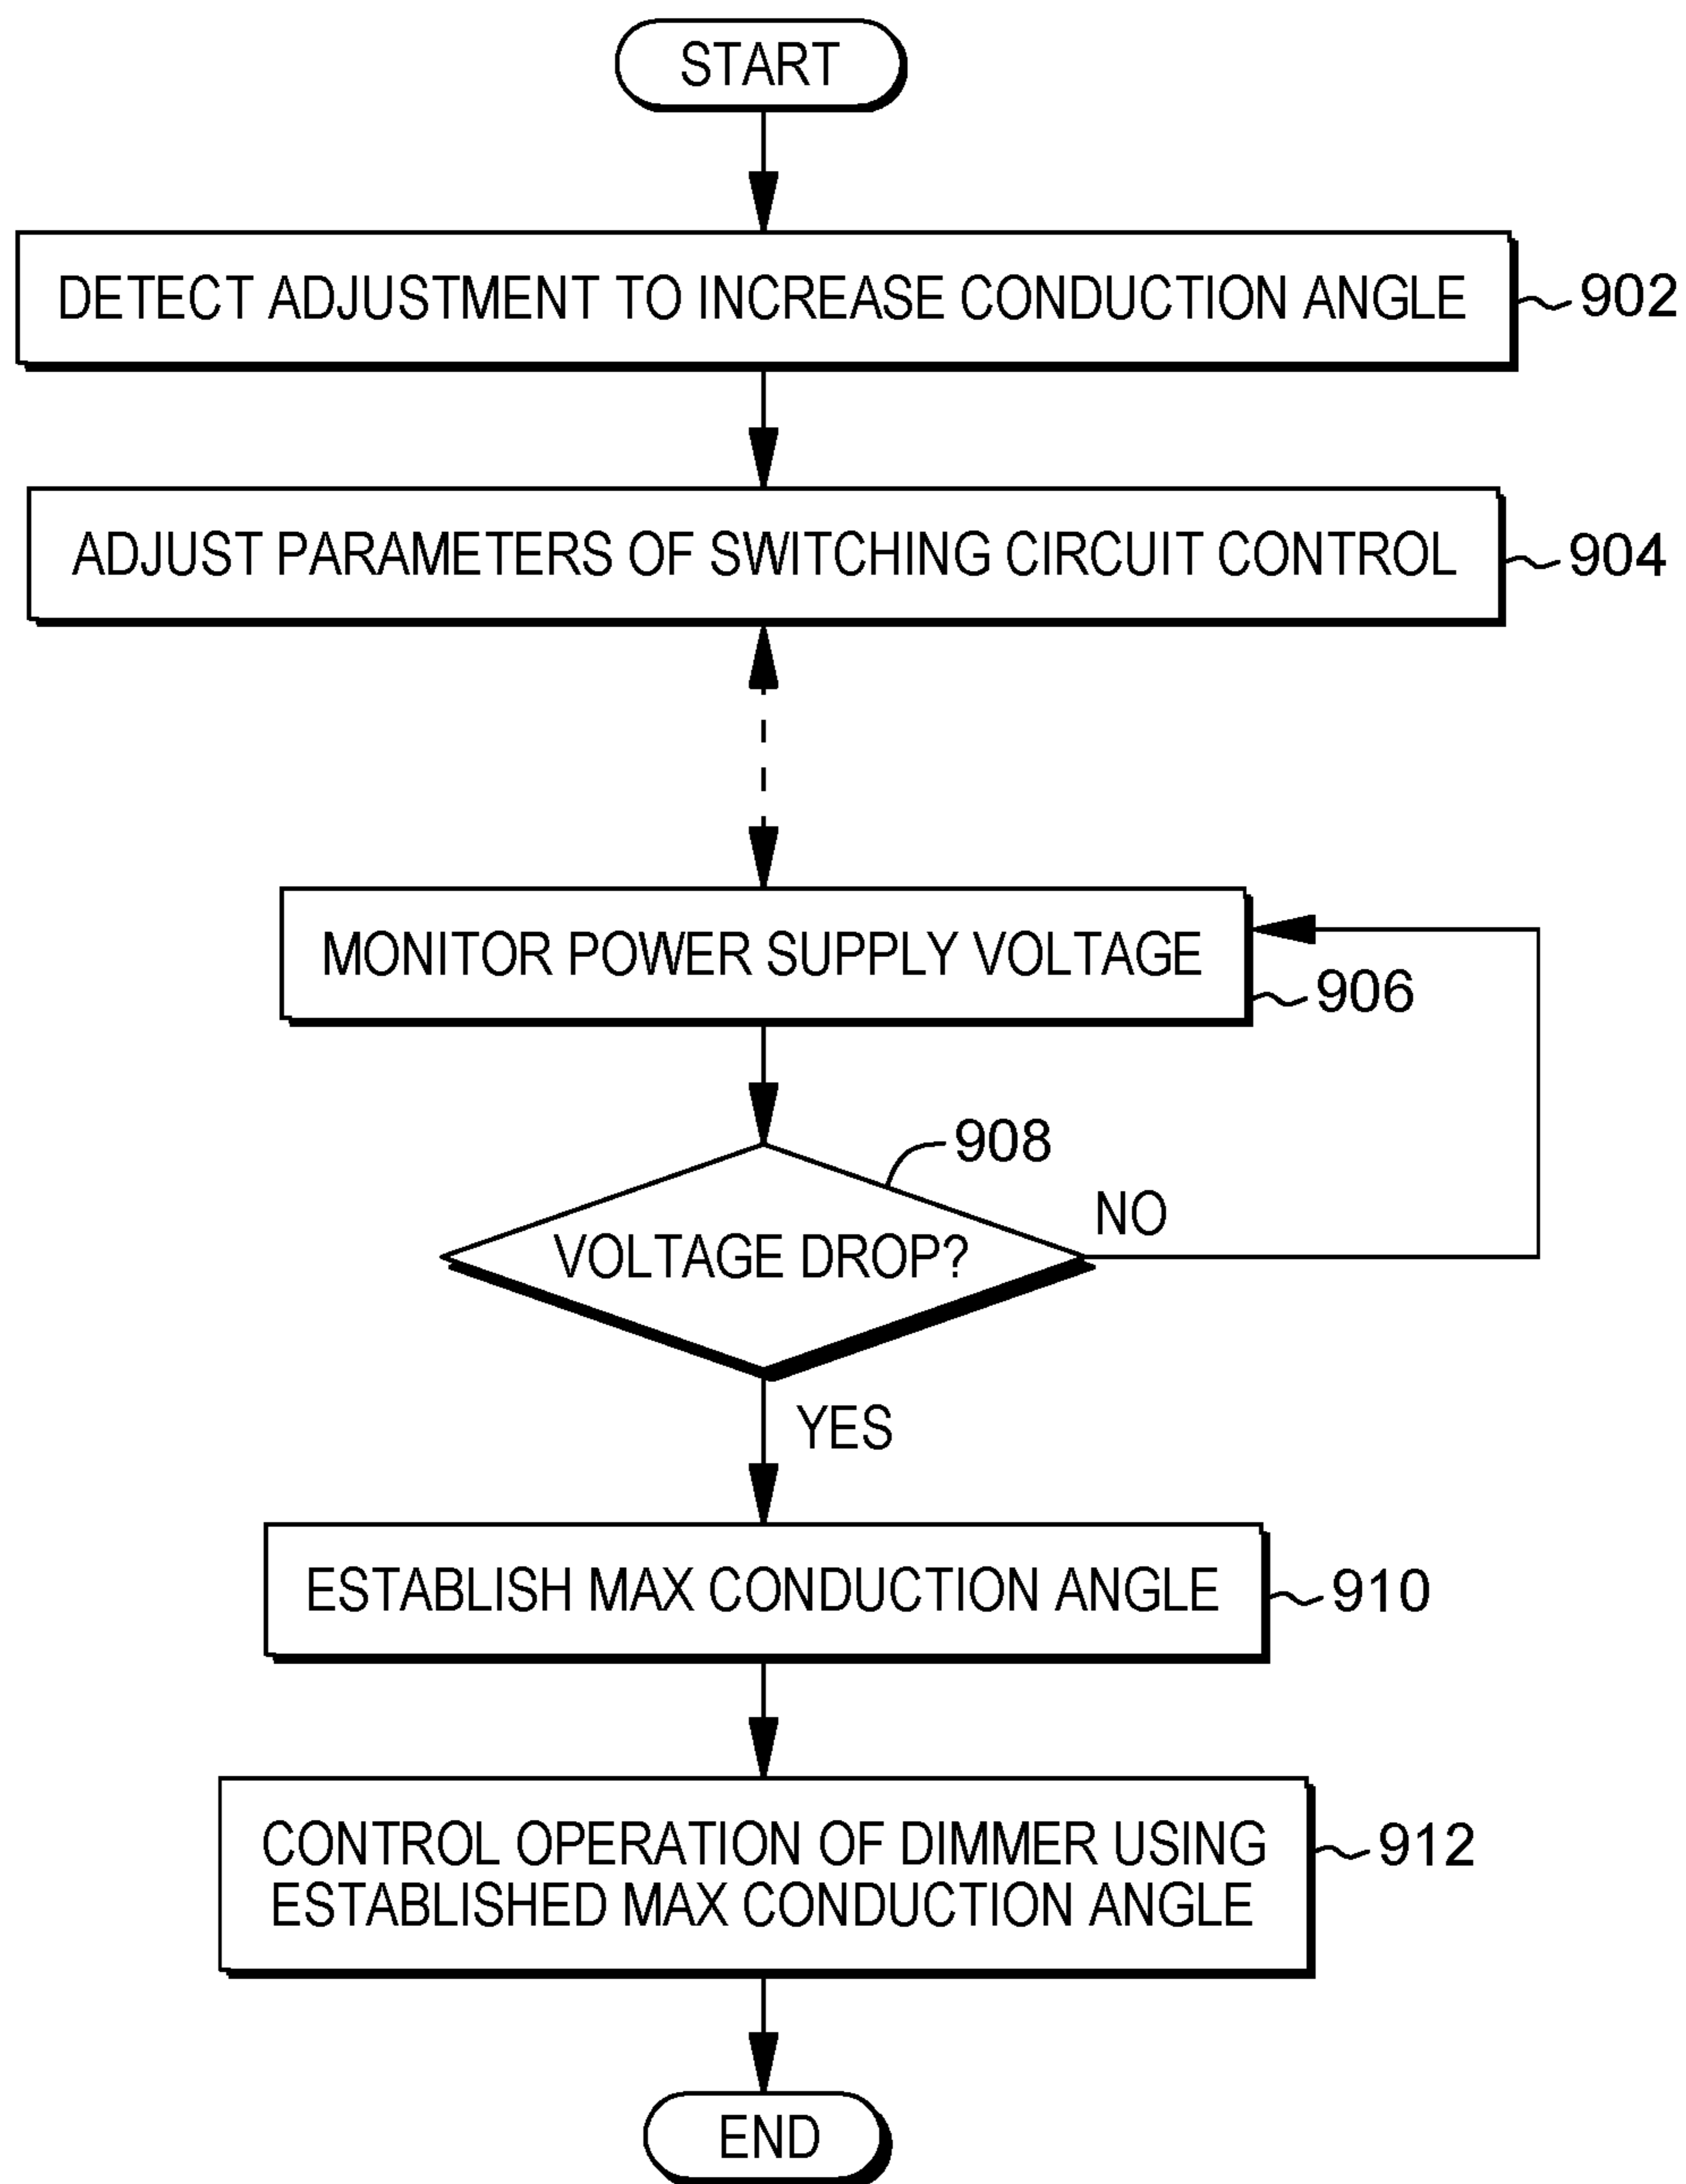 START
DETECT ADJUSTMENT TO INCREASE CONDUCTION ANGLE
902
ADJUST PARAMETERS OF SWITCHING CIRCUIT CONTROL
904
MONITOR POWER SUPPLY VOLTAGE
906
908
VOLTAGE DROP?
NO
YES
ESTABLISH MAX CONDUCTION ANGLE
910
CONTROL OPERATION OF DIMMER USING
ESTABLISHED MAX CONDUCTION ANGLE
912
END